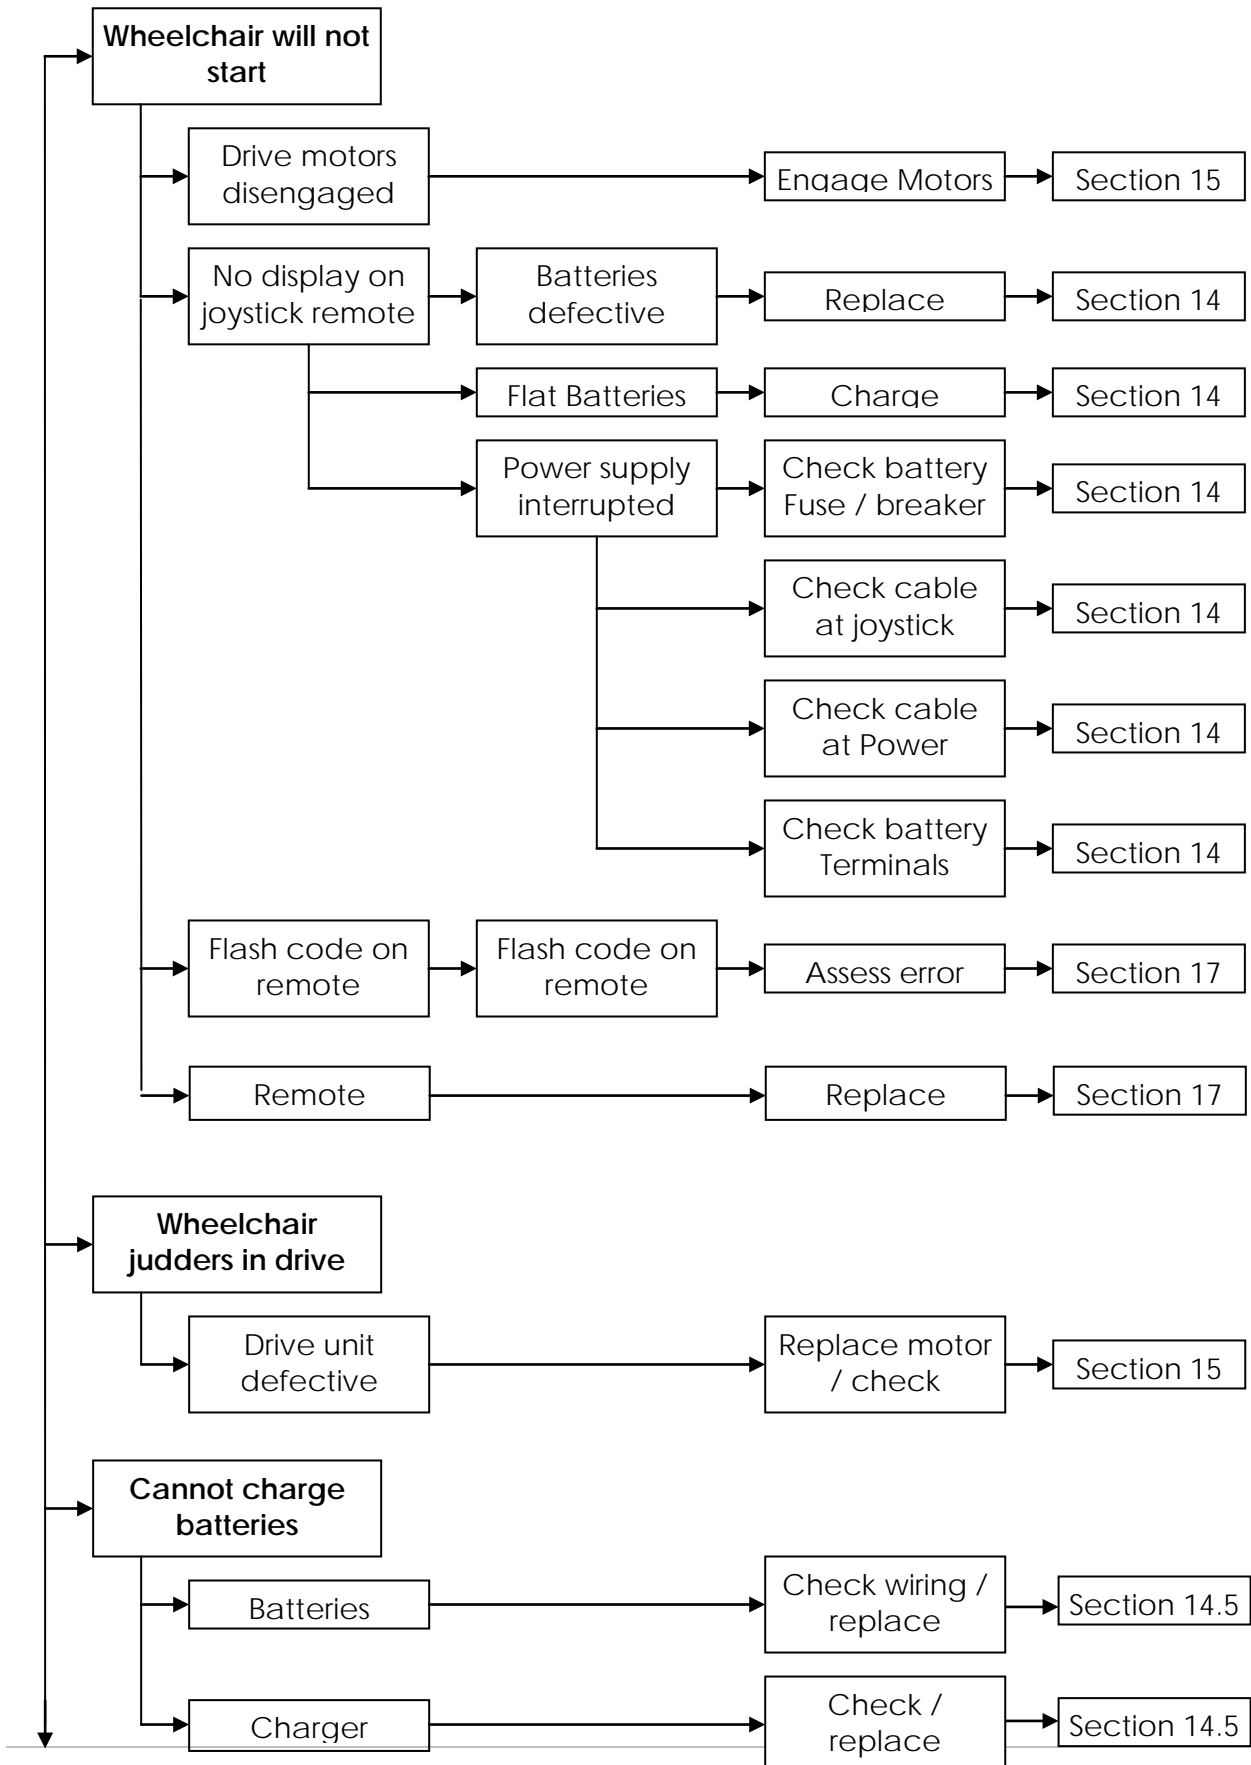 Wheelchair will not
start
Drive motors
disengaged
Engage Motors
Section 15
No display on
joystick remote
Batteries
defective
Replace
Section 14
Flat Batteries
Charge
Section 14
Power supply
interrupted
Check battery
Fuse / breaker
Section 14
Check cable
at joystick
Section 14
Check cable
at Power
Section 14
Check battery
Terminals
Section 14
Flash code on
remote
Flash code on
remote
Assess error
Section 17
Remote
Replace
Section 17
Wheelchair
judders in drive
Drive unit
defective
Replace motor
/ check
Section 15
Cannot charge
batteries
Batteries
Check wiring /
replace
Section 14.5
Charger
Check /
replace
Section 14.5